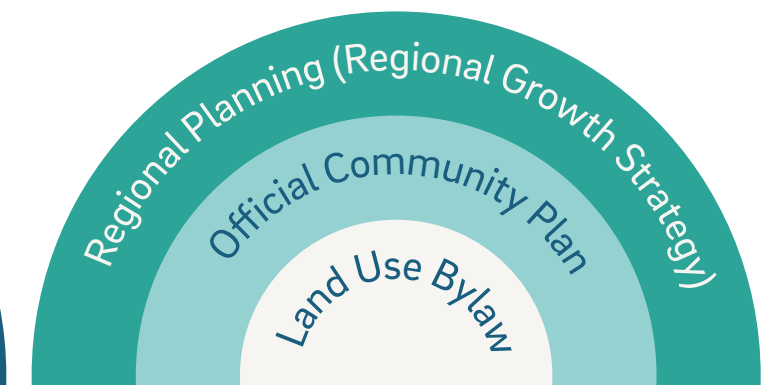 Regional Planning (Regional Growth Strategy)
Official Community Plan
Land Use Bylaw